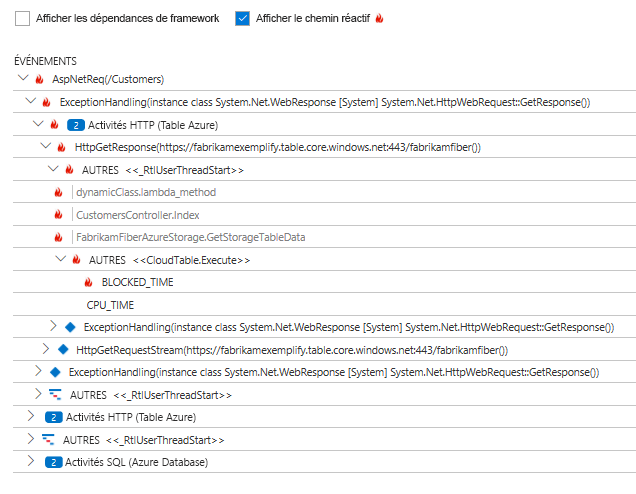 Afficher les dépendances de framework Afficher le chemin réactif
ÉVÉNEMENTS
AspNetReq(/Customers)
ExceptionHandling(instance class System.Net.WebResponse [System] System.Net.HttpWebRequest::GetResponse())
2 Activités HTTP (Table Azure)
HttpGetResponse(https://fabrikamexemplify.table.core.windows.net:443/fabrikamfiber())
AUTRES <<_RtlUserThreadStart>>
dynamicClass.lambda_method
CustomersController.Index
FabrikamFiberAzureStorage.GetStorageTableData
AUTRES <<CloudTable.Execute>>
BLOCKED_TIME
CPU_TIME
ExceptionHandling(instance class System.Net.WebResponse [System] System.Net.HttpWebRequest::GetResponse())
HttpGetRequestStream(https://fabrikamexemplify.table.core.windows.net:443/fabrikamfiber())
ExceptionHandling(instance class System.Net.WebResponse [System] System.Net.HttpWebRequest::GetResponse())
AUTRES <<_RtlUserThreadStart>>
2 Activités HTTP (Table Azure)
AUTRES <<_RtlUserThreadStart>>
2 Activités SQL (Azure Database)